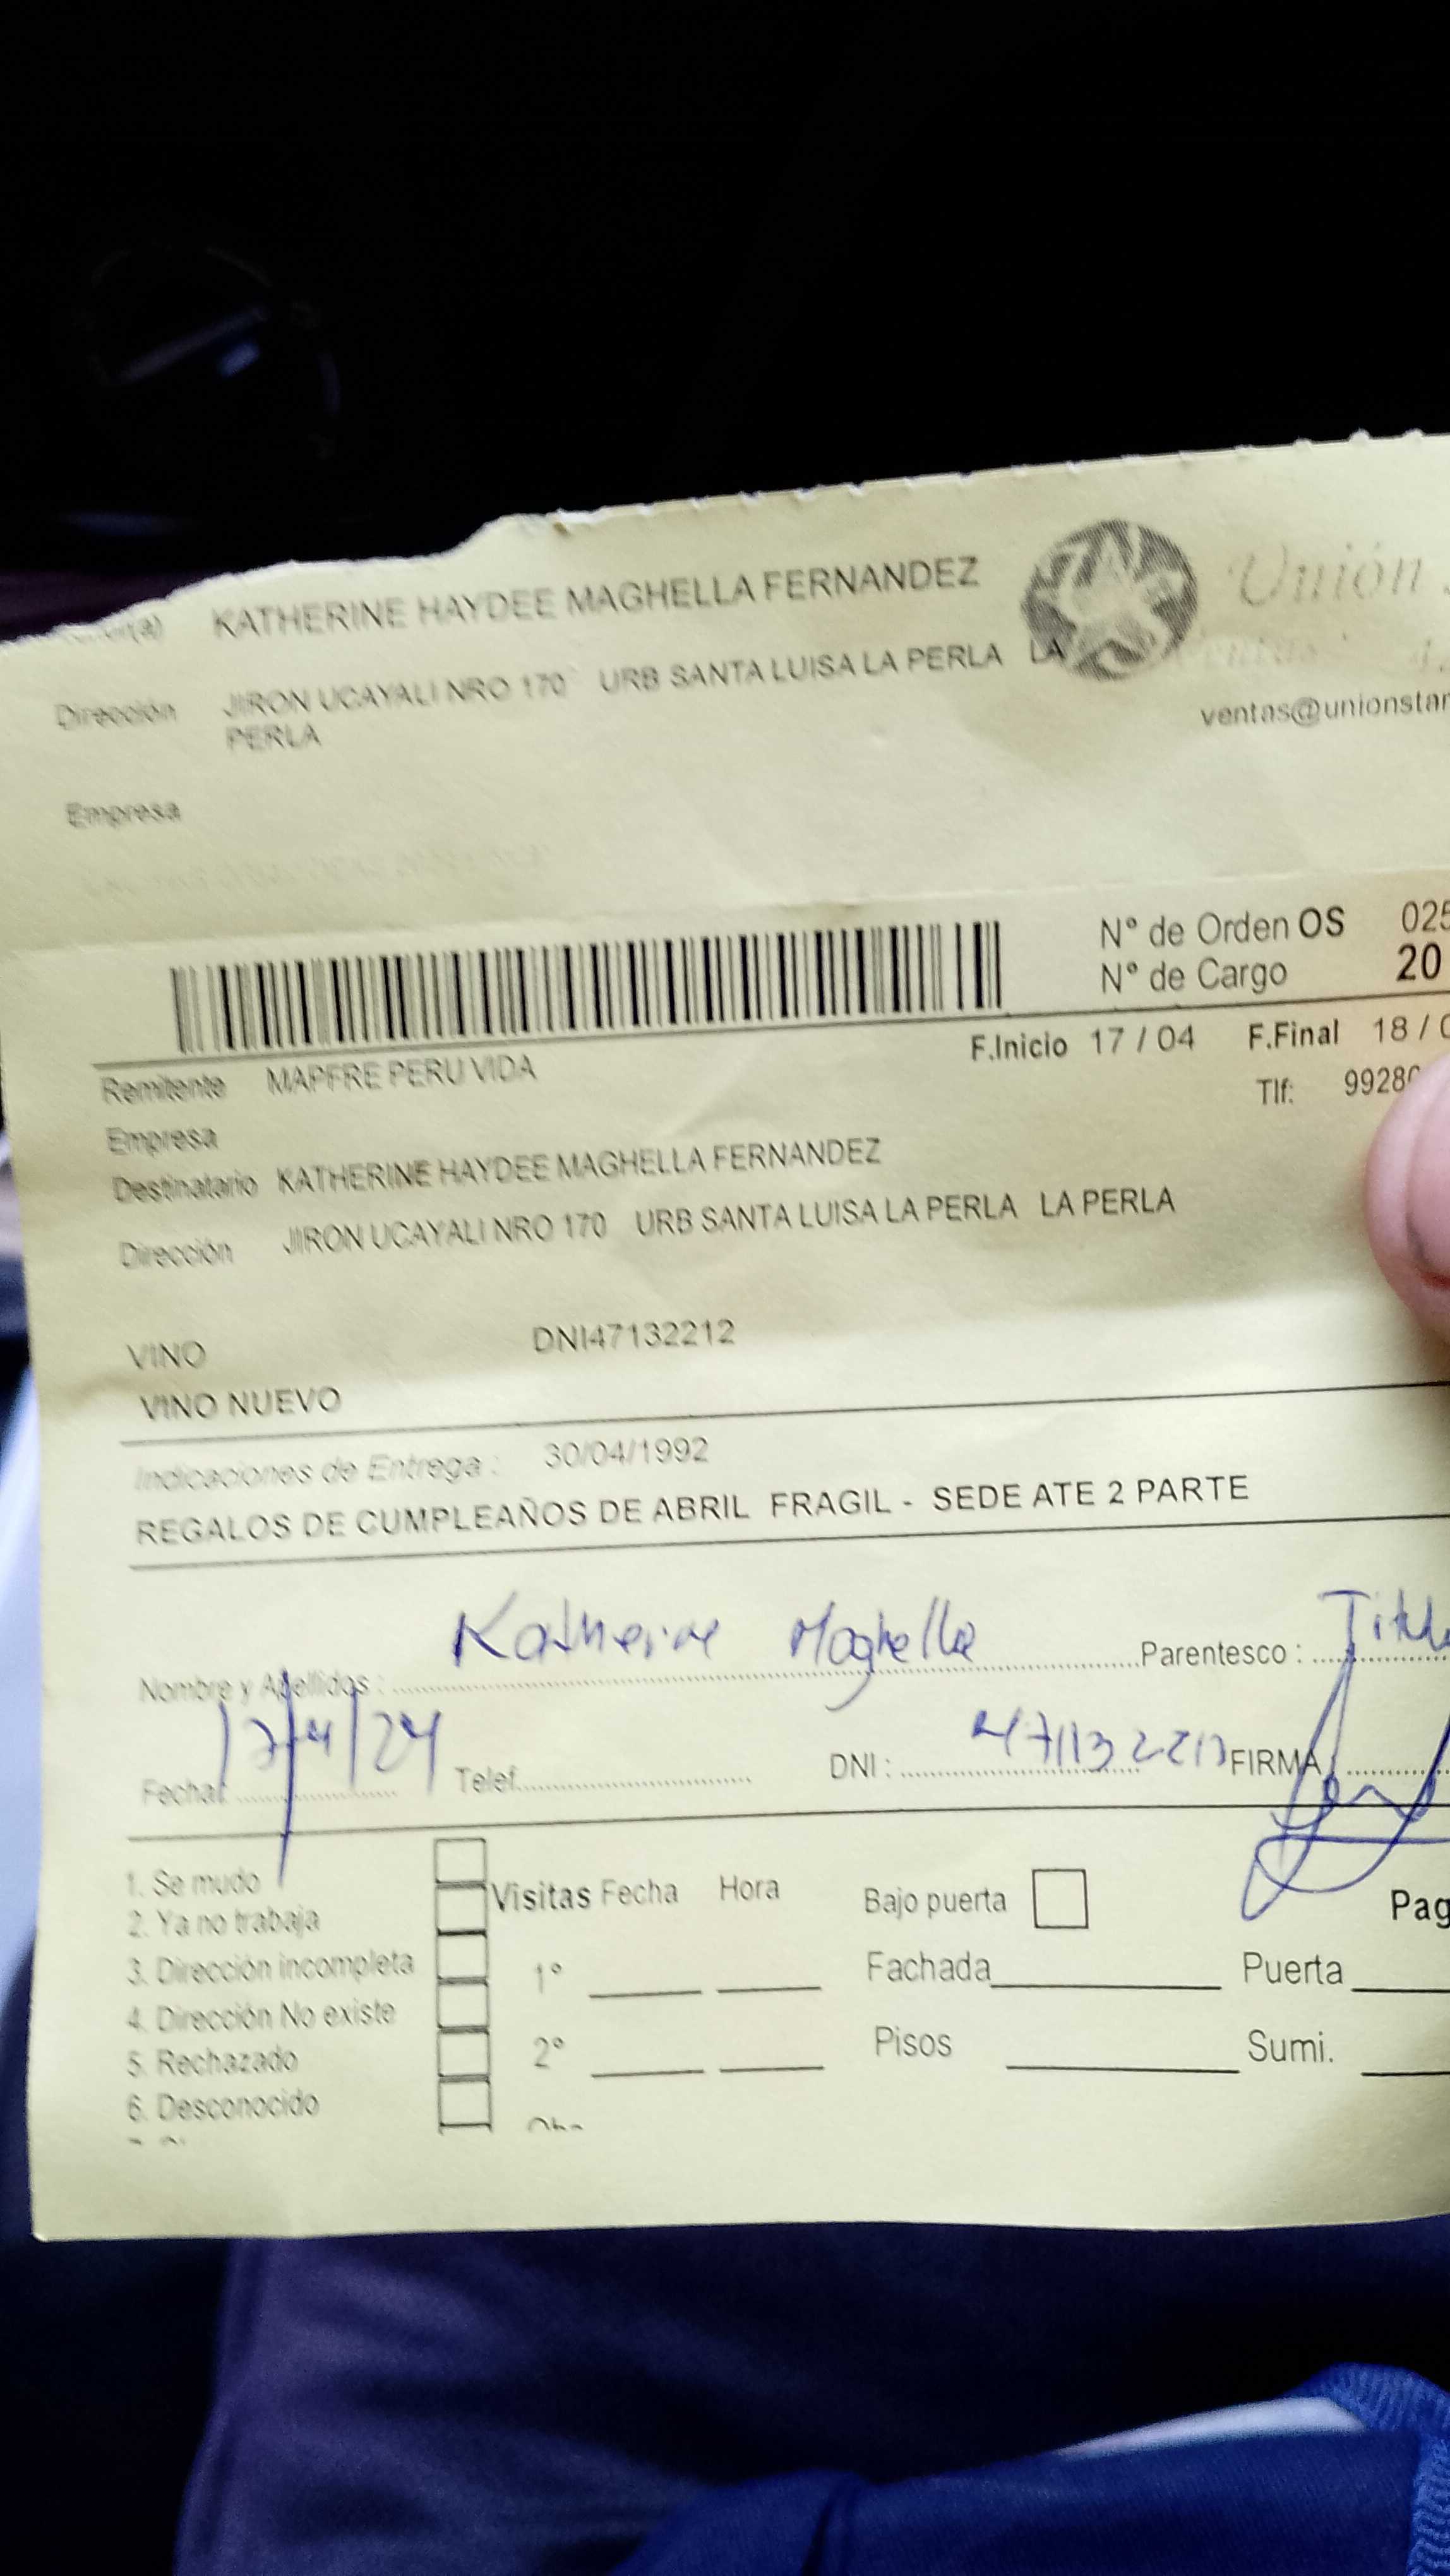 KATHERINE HAYDEE MAGHELLA FERNANDEZ
Unión
Dirección JIRON UCAYALI NRO 170 URB SANTA LUISA LA PERLA LA
PERLA
ventas@unionstar
Empresa
N° de Orden OS 025
N° de Cargo 20
F.Inicio 17 / 04 F.Final 18 / 0
Remitente MAPFRE PERU VIDA
Tlf: 99280
Empresa
Destinatario KATHERINE HAYDEE MAGHELLA FERNANDEZ
Dirección JIRON UCAYALI NRO 170 URB SANTA LUISA LA PERLA LA PERLA
VINO DNI47132212
VINO NUEVO
Indicaciones de Entrega : 30/04/1992
REGALOS DE CUMPLEAÑOS DE ABRIL FRAGIL - SEDE ATE 2 PARTE
Nombre y Apellidos : Katherine Maghella Parentesco :
Fecha: 17/4/24 Telef. DNI : 47132212 FIRMA :
1. Se mudo
2. Ya no trabaja
3. Dirección incompleta
4. Dirección No existe
5. Rechazado
6. Desconocido
Visitas Fecha Hora
1°
2°
Bajo puerta
Pag
Fachada Puerta
Pisos Sumi.